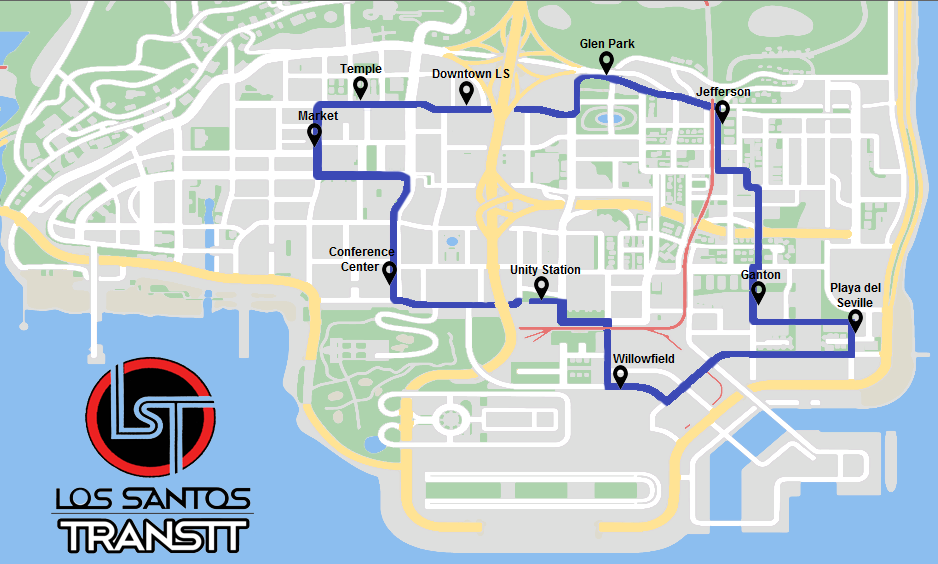 Glen Park
Temple
Downtown LS
Jefferson
Market
Conference
Center
Unity Station
Ganton
Playa del
Seville
Willowfield
LST
LOS SANTOS
TRANSTT